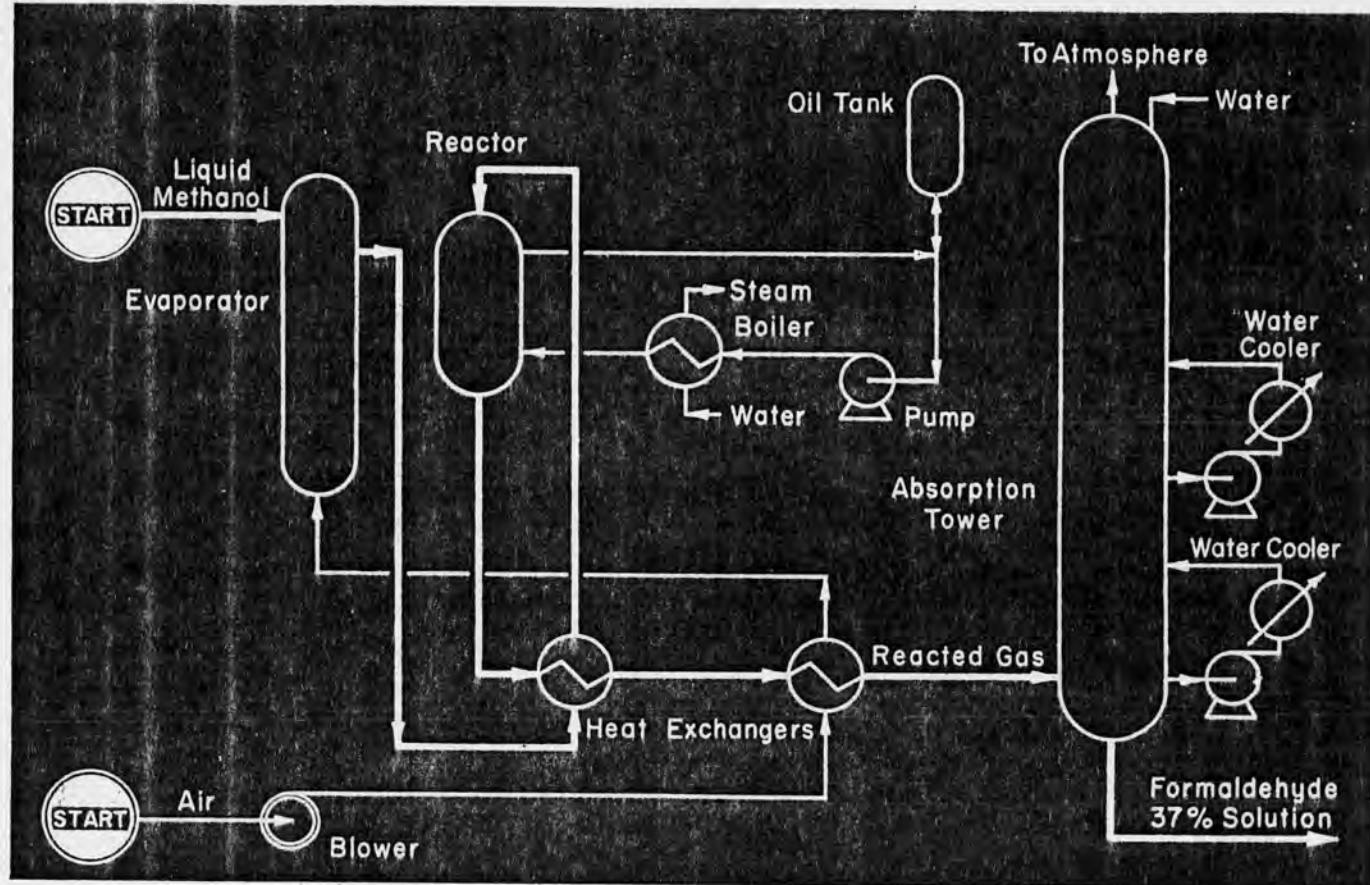 To Atmosphere
Water
Oil Tank
Reactor
Liquid
Methanol
START
Evaporator
Steam
Boiler
Water
Pump
Water
Cooler
Absorption
Tower
Water Cooler
Reacted Gas
Heat Exchangers
START
Air
Blower
Formaldehyde
37% Solution